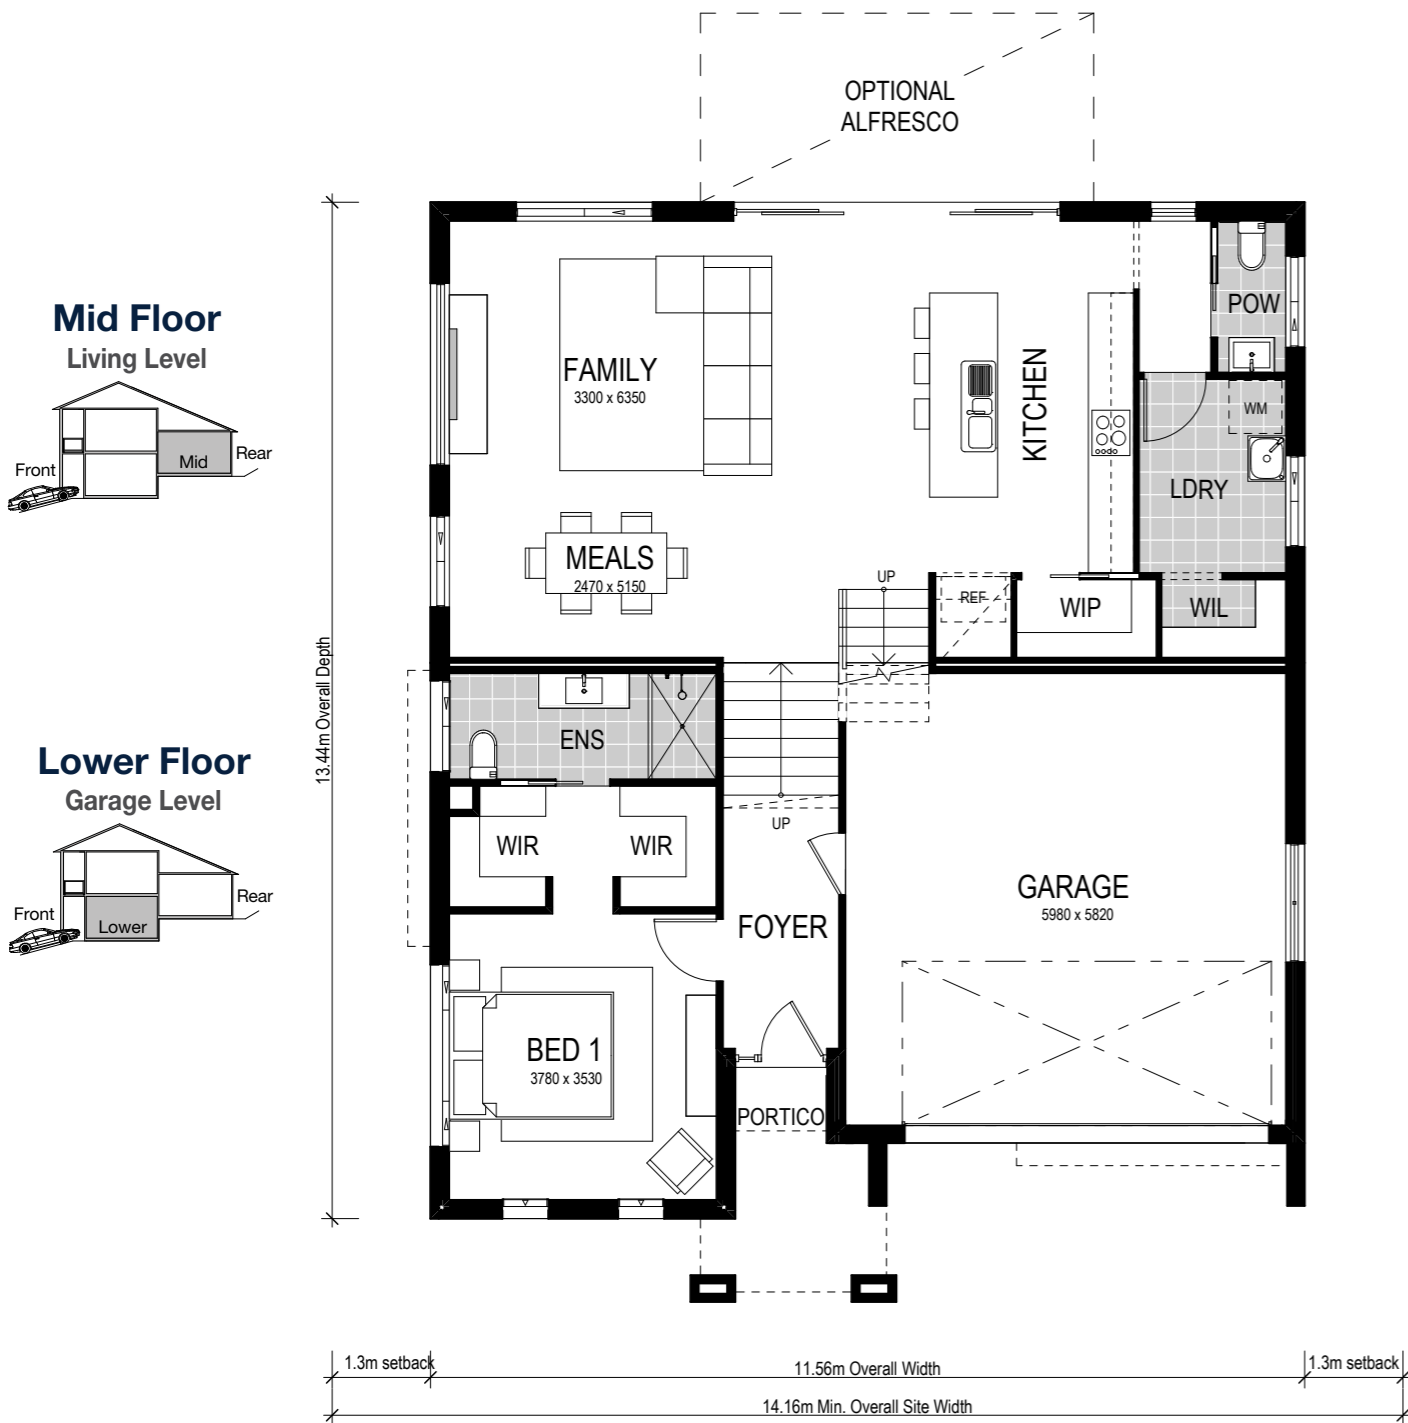 OPTIONAL
ALFRESCO
Mid Floor
Living Level
Front
Mid
Rear
FAMILY
3300 x 6350
KITCHEN
POW
WM
LDRY
MEALS
2470 x 5150
UP
REF
WIP
WIL
13.44m Overall Depth
Lower Floor
Garage Level
Front
Lower
Rear
ENS
WIR
WIR
UP
FOYER
GARAGE
5980 x 5820
BED 1
3780 x 3530
PORTICO
1.3m setback
11.56m Overall Width
1.3m setback
14.16m Min. Overall Site Width